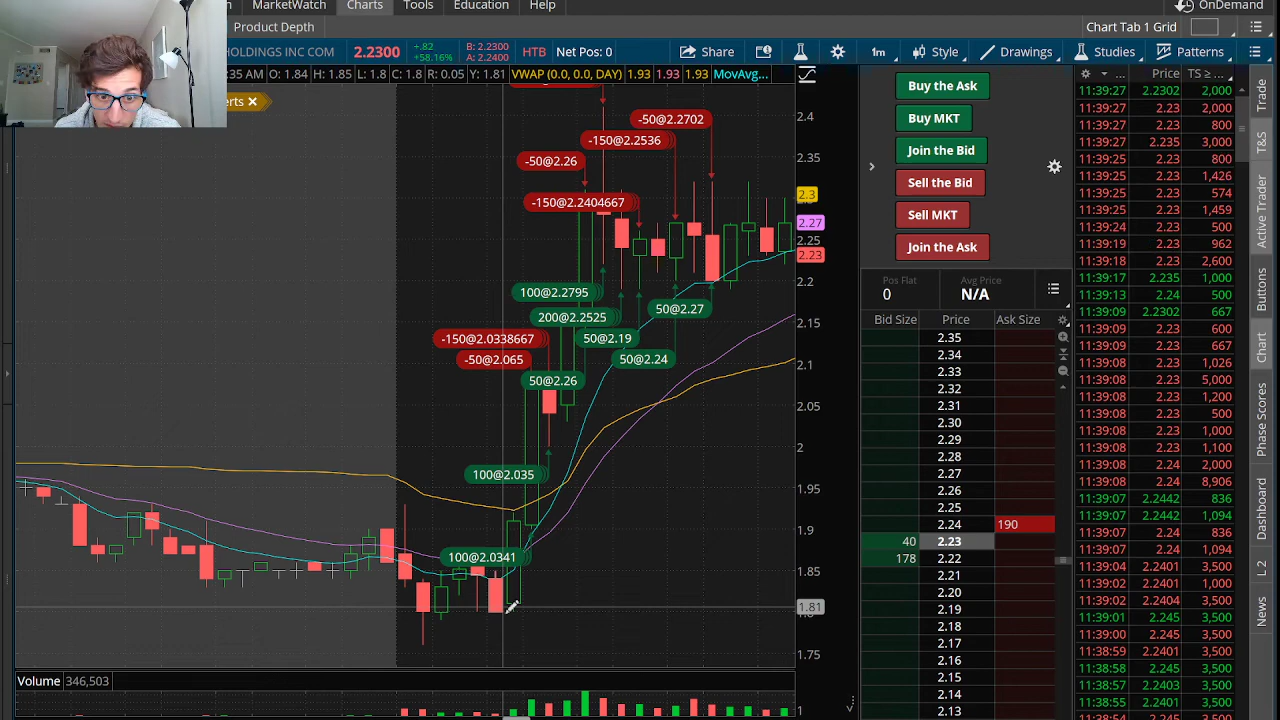 MarketWatch Charts Tools Education Help OnDemand
Product Depth Chart Tab 1 Grid
HOLDINGS INC COM 2.2300 +.82 +58.16% B: 2.2300 A: 2.2400 HTB Net Pos: 0 Share 1m Style Drawings Studies Patterns
:35 AM O: 1.84 H: 1.85 L: 1.8 C: 1.8 R: 0.05 Y: 1.81 VWAP (0.0, 0.0, DAY) 1.93 1.93 1.93 MovAvg...
erts
-50@2.2702
-150@2.2536
-50@2.26
-150@2.2404667
100@2.2795
50@2.27
200@2.2525
-150@2.0338667
50@2.19
-50@2.065
50@2.24
50@2.26
100@2.035
100@2.0341
2.4
2.35
2.3
2.27
2.25
2.23
2.2
2.15
2.1
2.05
2
1.95
1.9
1.85
1.81
1.75
Volume 346,503
1
Buy the Ask
Buy MKT
Join the Bid
Sell the Bid
Sell MKT
Join the Ask
Pos Flat Avg Price
0 N/A
Bid Size Price Ask Size
2.35
2.34
2.33
2.32
2.31
2.30
2.29
2.28
2.27
2.26
2.25
2.24 190
40 2.23
178 2.22
2.21
2.20
2.19
2.18
2.17
2.16
2.15
2.14
2.13
... Price TS ≥ ...
11:39:27 2.2302 2,000
11:39:27 2.23 2,000
11:39:27 2.23 800
11:39:27 2.235 3,000
11:39:25 2.23 800
11:39:25 2.23 1,426
11:39:25 2.23 574
11:39:25 2.23 1,459
11:39:24 2.23 500
11:39:19 2.23 962
11:39:18 2.23 2,600
11:39:17 2.235 1,000
11:39:13 2.24 500
11:39:09 2.2302 667
11:39:09 2.23 600
11:39:09 2.23 667
11:39:08 2.23 1,026
11:39:08 2.23 5,000
11:39:08 2.23 1,200
11:39:08 2.23 500
11:39:08 2.23 1,100
11:39:08 2.23 1,000
11:39:08 2.24 2,000
11:39:08 2.24 8,906
11:39:07 2.2442 836
11:39:07 2.2442 1,094
11:39:07 2.24 836
11:39:07 2.24 1,094
11:39:04 2.2401 3,500
11:39:02 2.2401 1,000
11:39:02 2.2404 3,500
11:39:01 2.245 3,500
11:39:00 2.245 3,500
11:38:59 2.2401 3,500
11:38:58 2.245 3,500
11:38:57 2.2403 3,500
11:38:55 2.2402 3,500
Trade
T&S
Active Trader
Buttons
Chart
Phase Scores
Dashboard
L 2
News